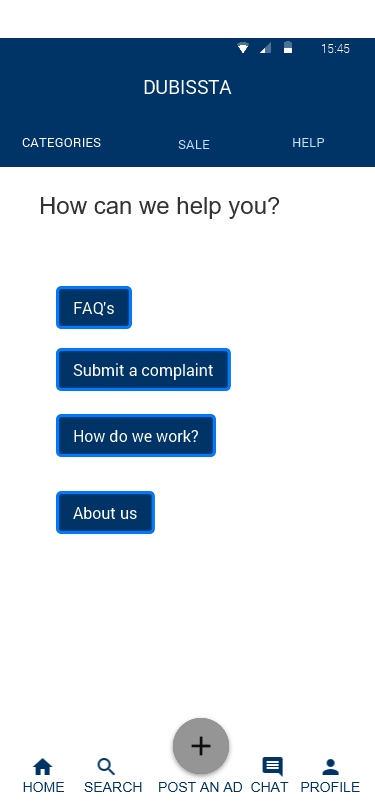 15:45
DUBISSTA
CATEGORIES SALE HELP
How can we help you?
FAQ's
Submit a complaint
How do we work?
About us
HOME SEARCH POST AN AD CHAT PROFILE